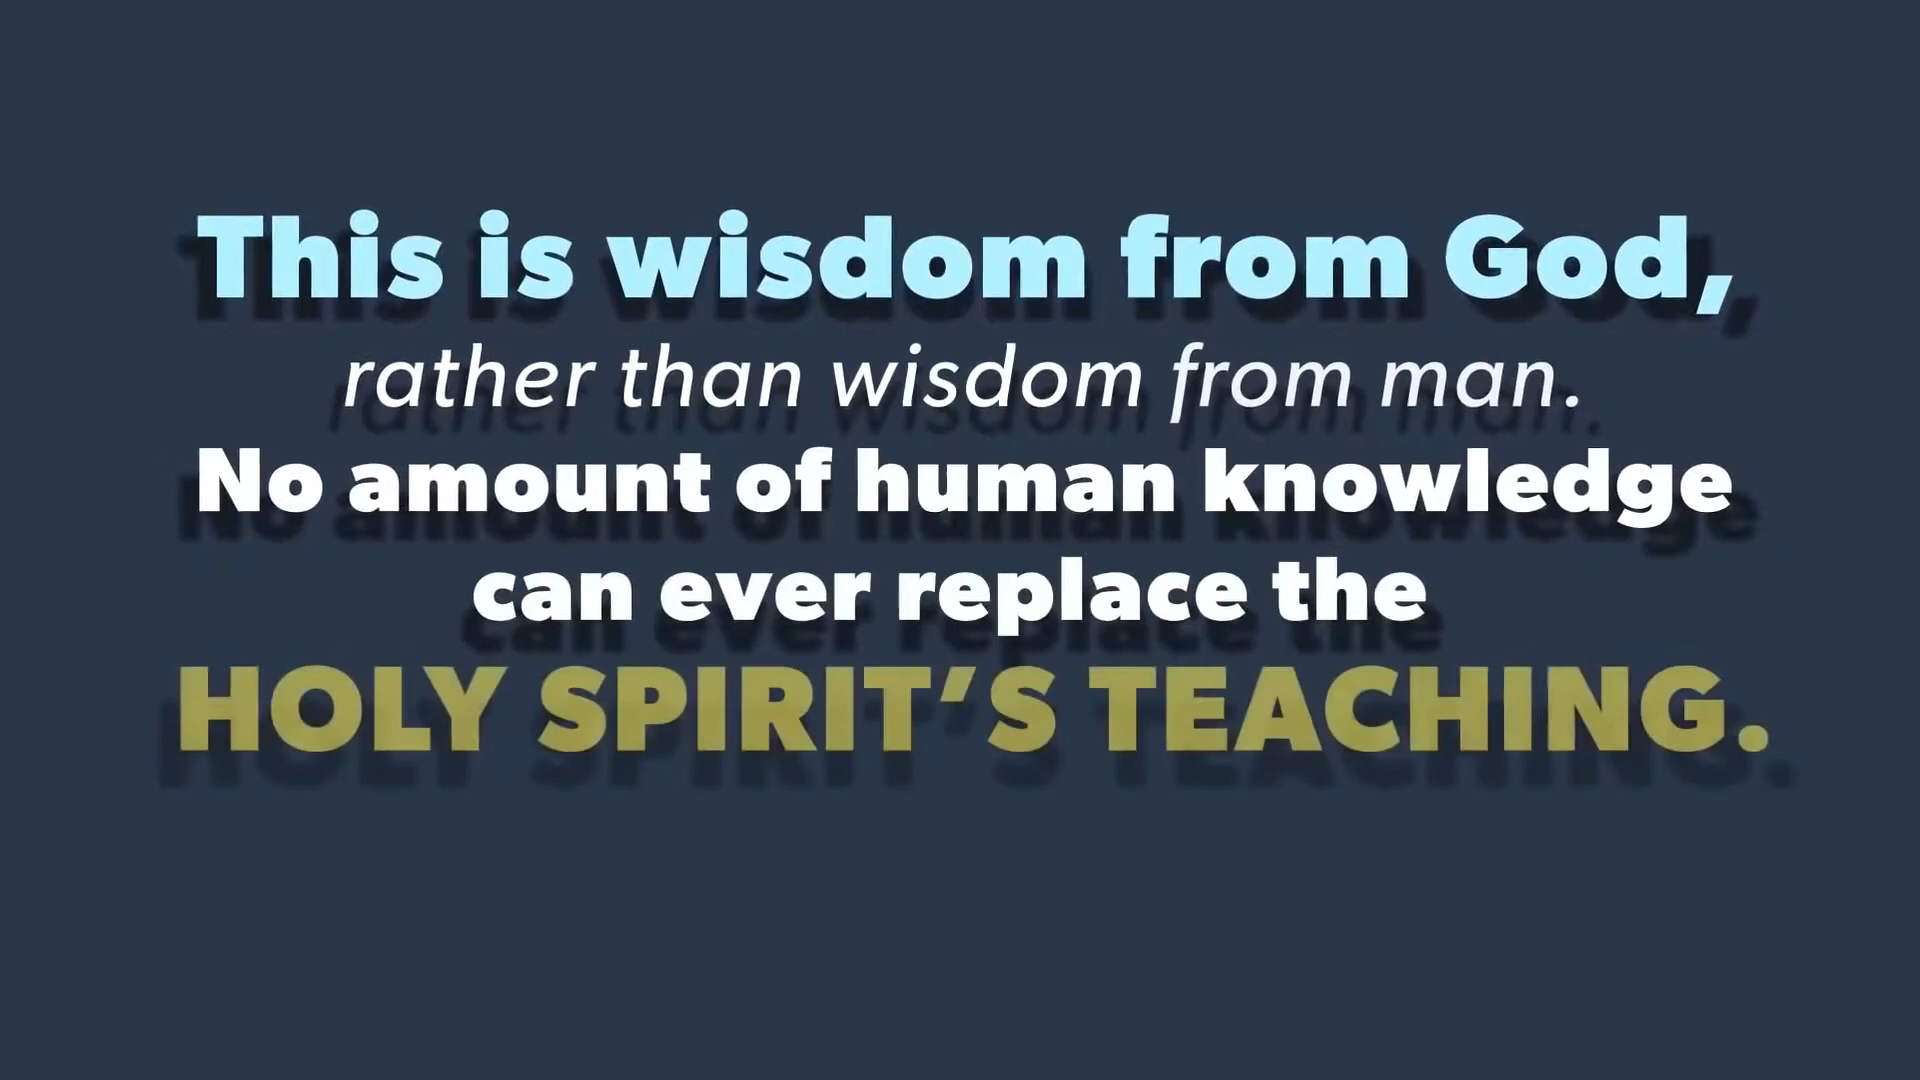 This is wisdom from God,
rather than wisdom from man.
No amount of human knowledge
can ever replace the
HOLY SPIRIT’S TEACHING.